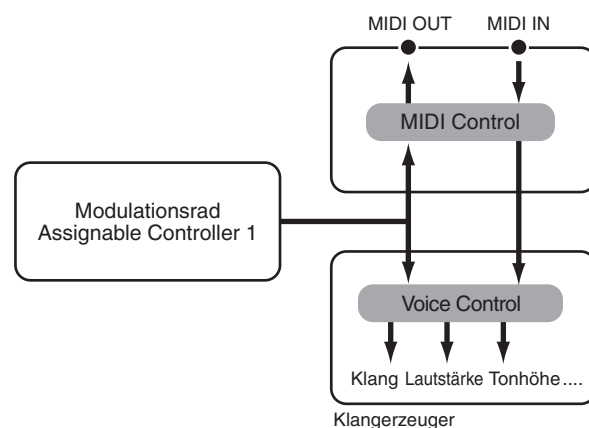 MIDI OUT MIDI IN
MIDI Control
Modulationsrad
Assignable Controller 1
Voice Control
Klang Lautstärke Tonhöhe ....
Klangerzeuger